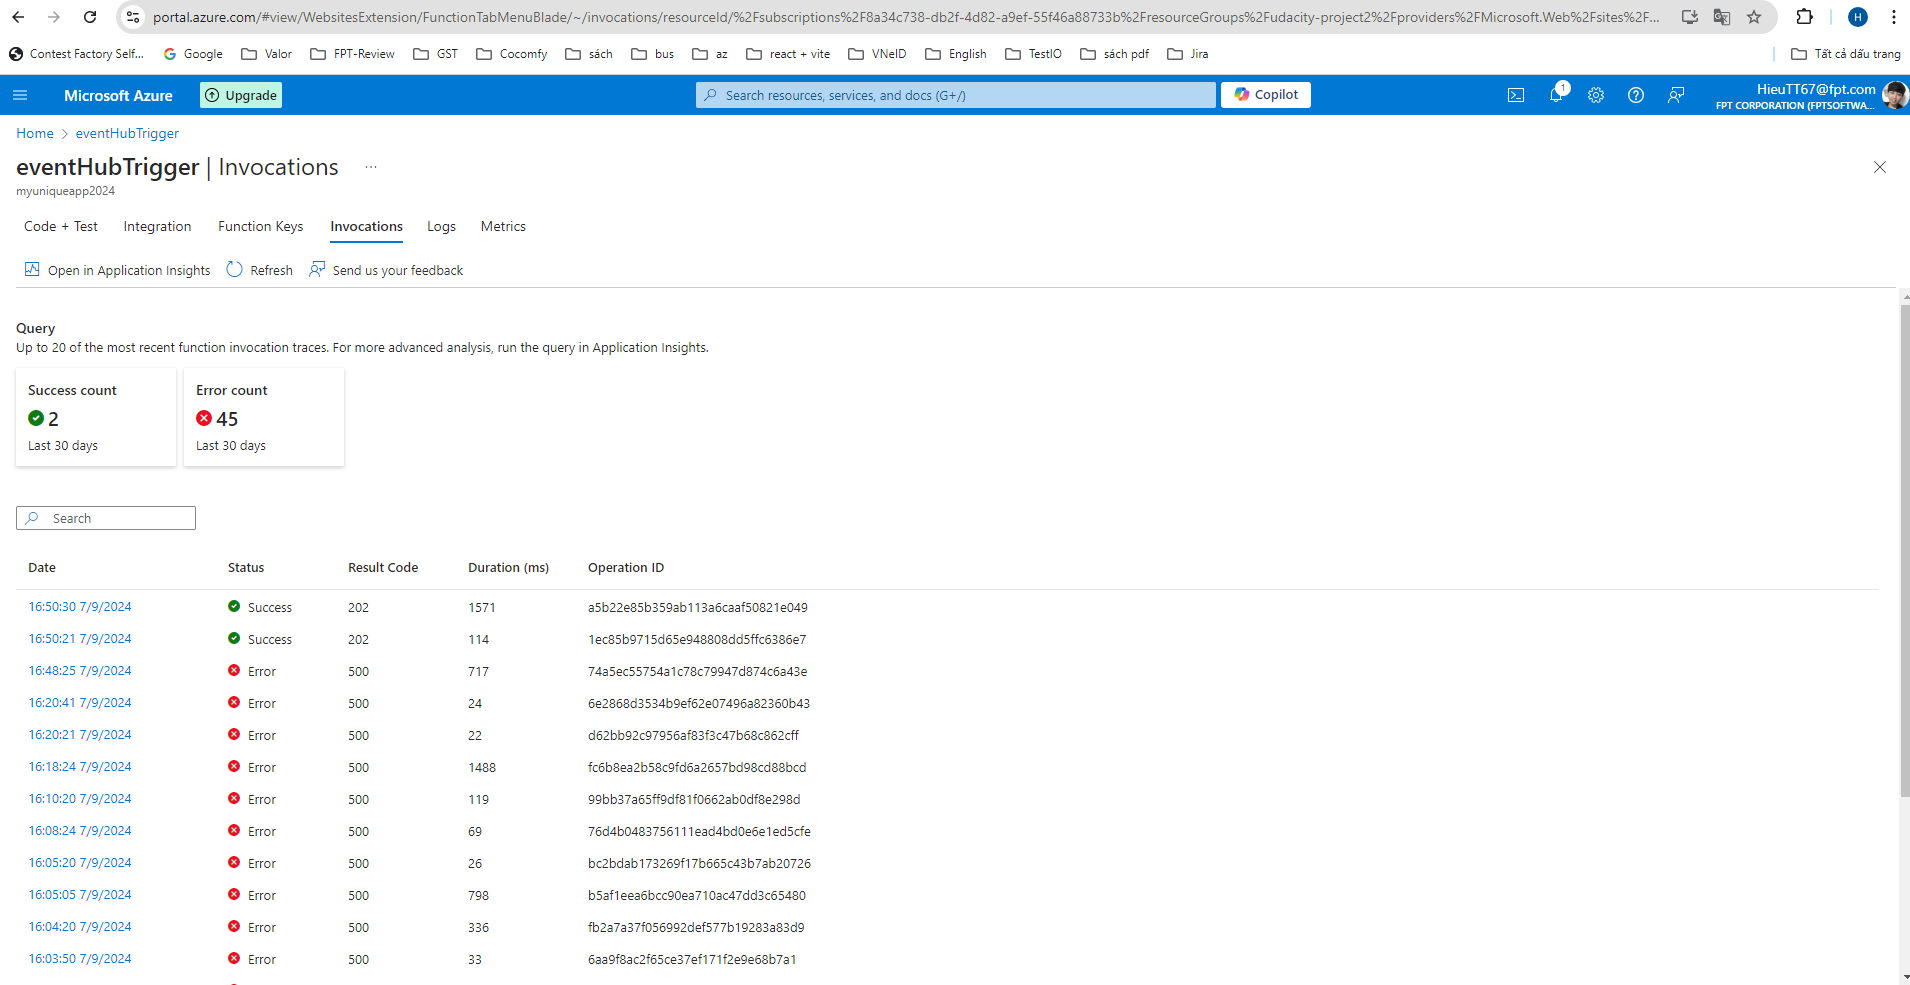 portal.azure.com/#view/WebsitesExtension/FunctionTabMenuBlade/~/invocations/resourceId/%2Fsubscriptions%2F8a34c738-db2f-4d82-a9ef-55f46a88733b%2FresourceGroups%2Fudacity-project2%2Fproviders%2FMicrosoft.Web%2Fsites%2F... H
Contest Factory Self... Google Valor FPT-Review GST Cocomfy sách bus az react + vite VNeID English TestIO sách pdf Jira Tất cả dấu trang
Microsoft Azure Upgrade Search resources, services, and docs (G+/) Copilot 1 HieuTT67@fpt.com
FPT CORPORATION (FPTSOFTWA...
Home > eventHubTrigger
eventHubTrigger | Invocations ...
myuniqueapp2024
Code + Test Integration Function Keys Invocations Logs Metrics
Open in Application Insights Refresh Send us your feedback
Query
Up to 20 of the most recent function invocation traces. For more advanced analysis, run the query in Application Insights.
Success count Error count
2 45
Last 30 days Last 30 days
Search
Date Status Result Code Duration (ms) Operation ID
16:50:30 7/9/2024 Success 202 1571 a5b22e85b359ab113a6caaf50821e049
16:50:21 7/9/2024 Success 202 114 1ec85b9715d65e948808dd5ffc6386e7
16:48:25 7/9/2024 Error 500 717 74a5ec55754a1c78c79947d874c6a43e
16:20:41 7/9/2024 Error 500 24 6e2868d3534b9ef62e07496a82360b43
16:20:21 7/9/2024 Error 500 22 d62bb92c97956af83f3c47b68c862cff
16:18:24 7/9/2024 Error 500 1488 fc6b8ea2b58c9fd6a2657bd98cd88bcd
16:10:20 7/9/2024 Error 500 119 99bb37a65ff9df81f0662ab0df8e298d
16:08:24 7/9/2024 Error 500 69 76d4b0483756111ead4bd0e6e1ed5cfe
16:05:20 7/9/2024 Error 500 26 bc2bdab173269f17b665c43b7ab20726
16:05:05 7/9/2024 Error 500 798 b5af1eea6bcc90ea710ac47dd3c65480
16:04:20 7/9/2024 Error 500 336 fb2a7a37f056992def577b19283a83d9
16:03:50 7/9/2024 Error 500 33 6aa9f8ac2f65ce37ef171f2e9e68b7a1